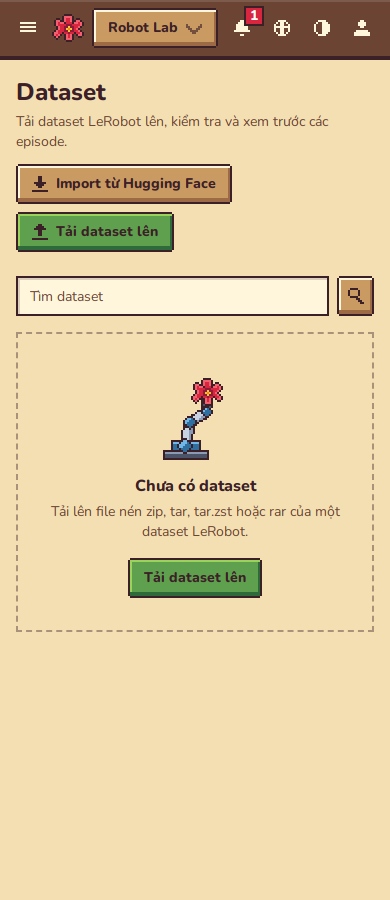 Robot Lab
1
Dataset
Tải dataset LeRobot lên, kiểm tra và xem trước các
episode.
Import từ Hugging Face
Tải dataset lên
Tìm dataset
Chưa có dataset
Tải lên file nén zip, tar, tar.zst hoặc rar của một
dataset LeRobot.
Tải dataset lên